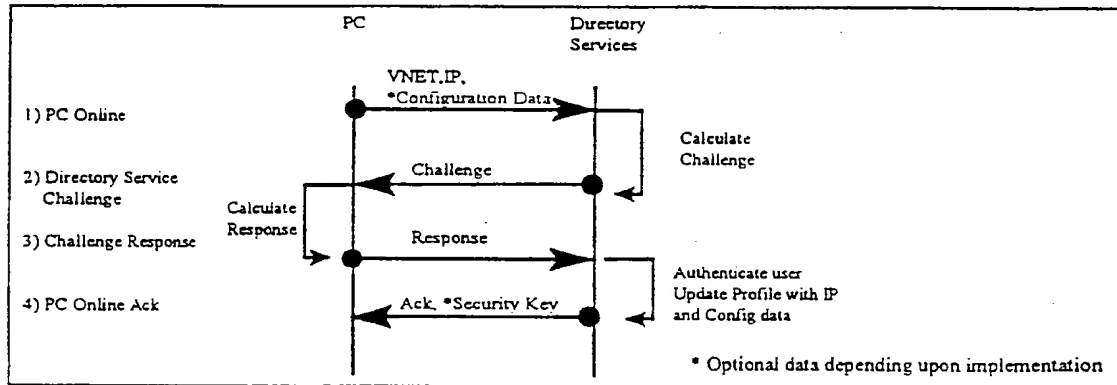 PC
Directory
Services
VNET.IP.
*Configuration Data
1) PC Online
Calculate
Challenge
2) Directory Service
Challenge
Challenge
Calculate
Response
3) Challenge Response
Response
Authenticate user
Update Profile with IP
and Config data
4) PC Online Ack
Ack, *Security Key
* Optional data depending upon implementation